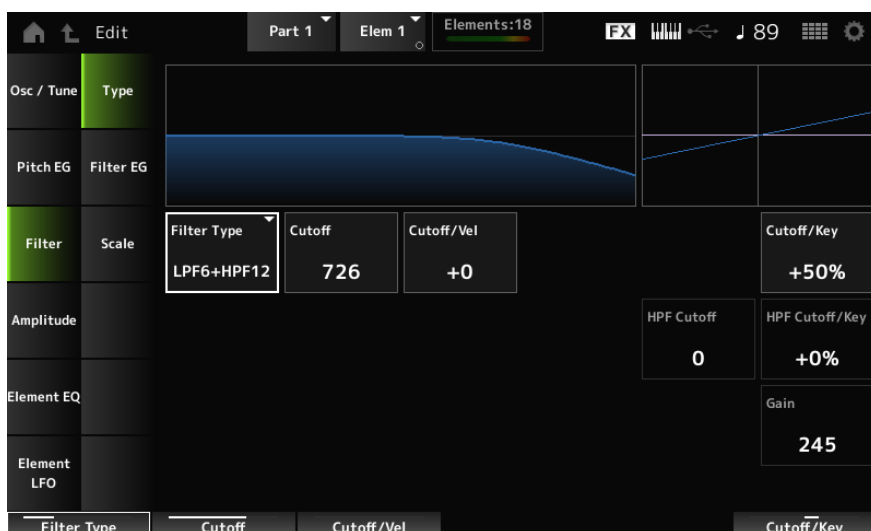 Edit
Part 1
Elem 1
Elements:18
FX
89
Osc / Tune
Type
Pitch EG
Filter EG
Filter
Scale
Amplitude
Element EQ
Element
LFO
Filter Type
LPF6+HPF12
Cutoff
726
Cutoff/Vel
+0
Cutoff/Key
+50%
HPF Cutoff
0
HPF Cutoff/Key
+0%
Gain
245
Filter Type
Cutoff
Cutoff/Vel
Cutoff/Key